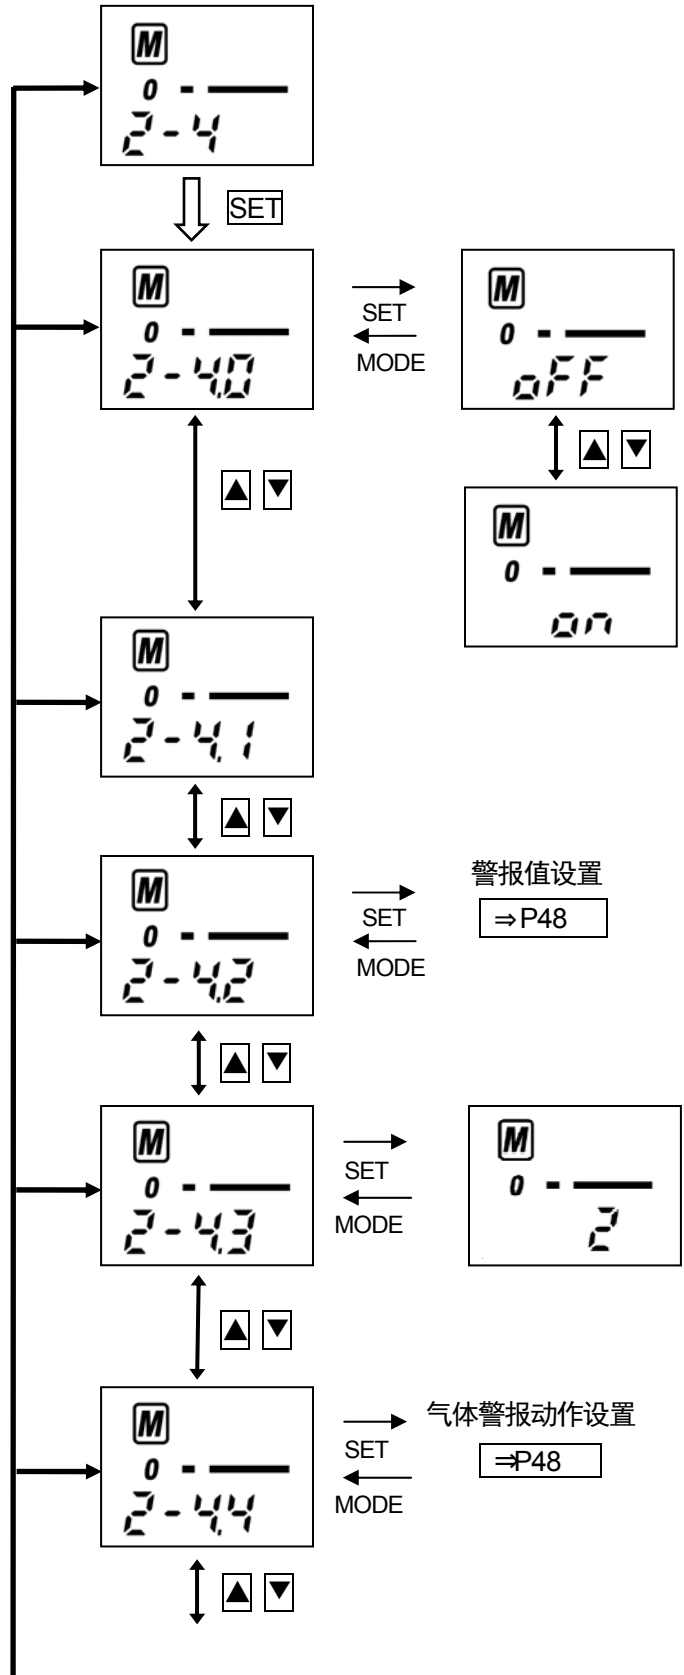 M
0
2-4
SET
M
0
2-4.0
SET
MODE
M
0
oFF
▲ ▼
▲ ▼
M
0
on
M
0
2-4.1
▲ ▼
M
0
2-4.2
SET
MODE
警报值设置
⇒P48
▲ ▼
M
0
2-4.3
SET
MODE
M
0
2
▲ ▼
M
0
2-4.4
SET
MODE
气体警报动作设置
⇒P48
▲ ▼